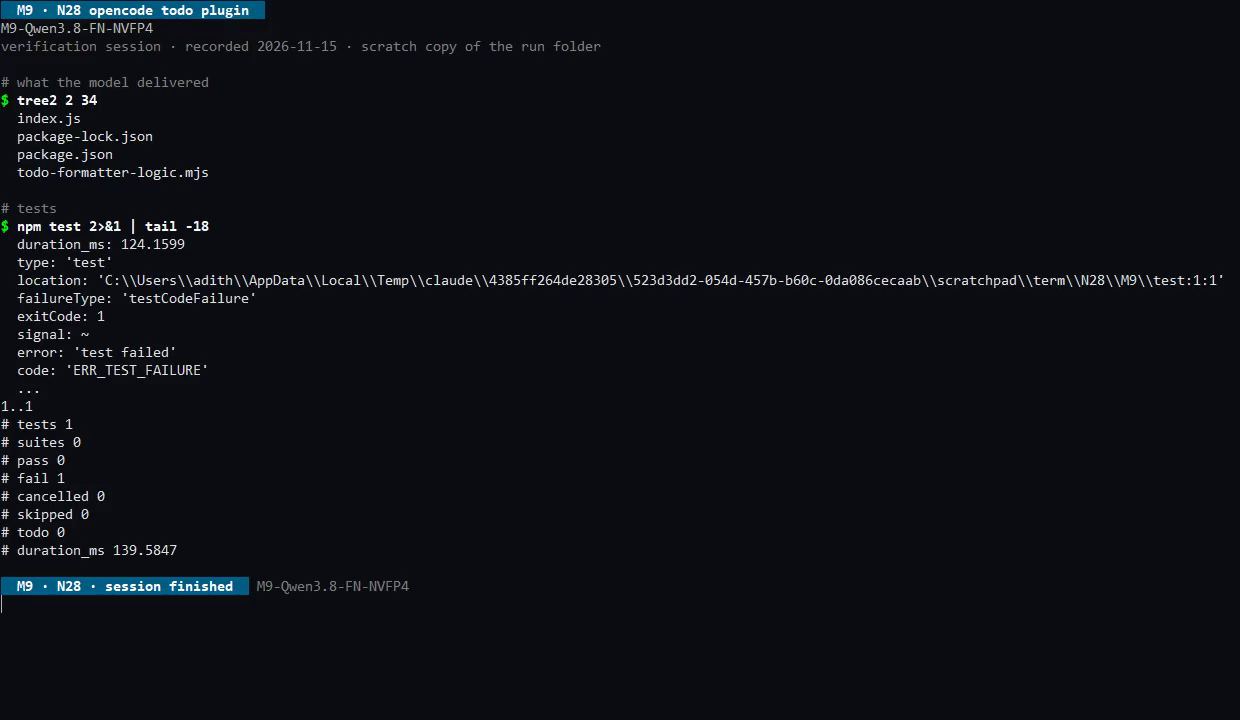 M9 · N28 opencode todo plugin
M9-Qwen3.8-FN-NVFP4
verification session · recorded 2026-11-15 · scratch copy of the run folder
# what the model delivered
$ tree2 2 34
index.js
package-lock.json
package.json
todo-formatter-logic.mjs
# tests
$ npm test 2>&1 | tail -18
duration_ms: 124.1599
type: 'test'
location: 'C:\\Users\\adith\\AppData\\Local\\Temp\\claude\\4385ff264de28305\\523d3dd2-054d-457b-b60c-0da086cecaab\\scratchpad\\term\\N28\\M9\\test:1:1'
failureType: 'testCodeFailure'
exitCode: 1
signal: ~
error: 'test failed'
code: 'ERR_TEST_FAILURE'
...
1..1
# tests 1
# suites 0
# pass 0
# fail 1
# cancelled 0
# skipped 0
# todo 0
# duration_ms 139.5847
M9 · N28 · session finished M9-Qwen3.8-FN-NVFP4